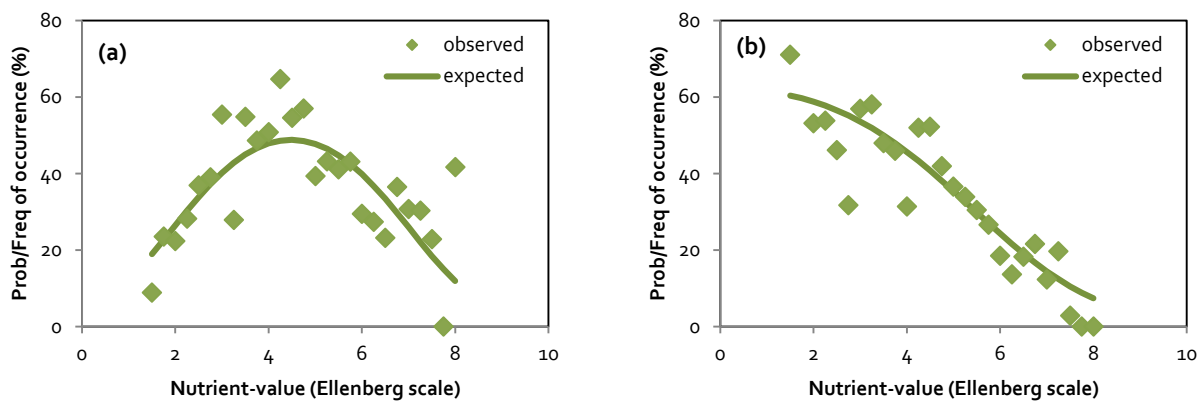 (a)
observed
expected
Prob/Freq of occurrence (%)
80
60
40
20
0
0 2 4 6 8 10
Nutrient-value (Ellenberg scale)
(b)
observed
expected
Prob/Freq of occurrence (%)
80
60
40
20
0
0 2 4 6 8 10
Nutrient-value (Ellenberg scale)